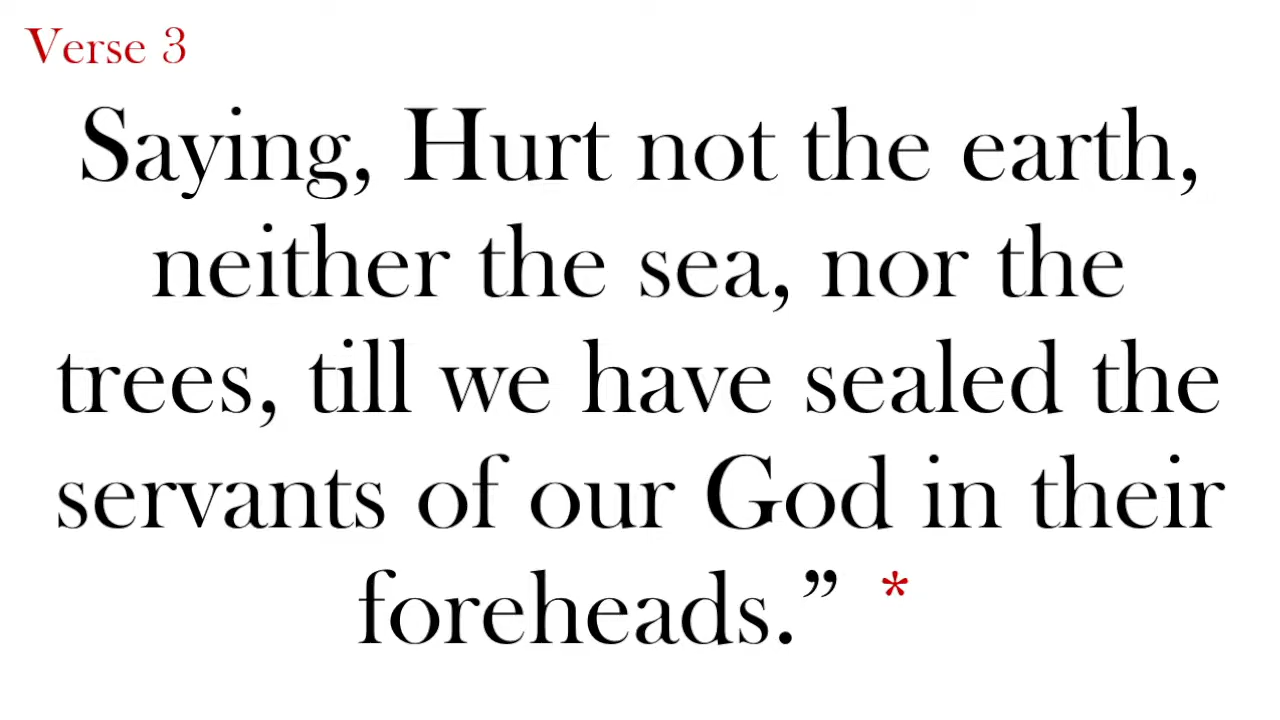 Verse 3
Saying, Hurt not the earth,
neither the sea, nor the
trees, till we have sealed the
servants of our God in their
foreheads.” *